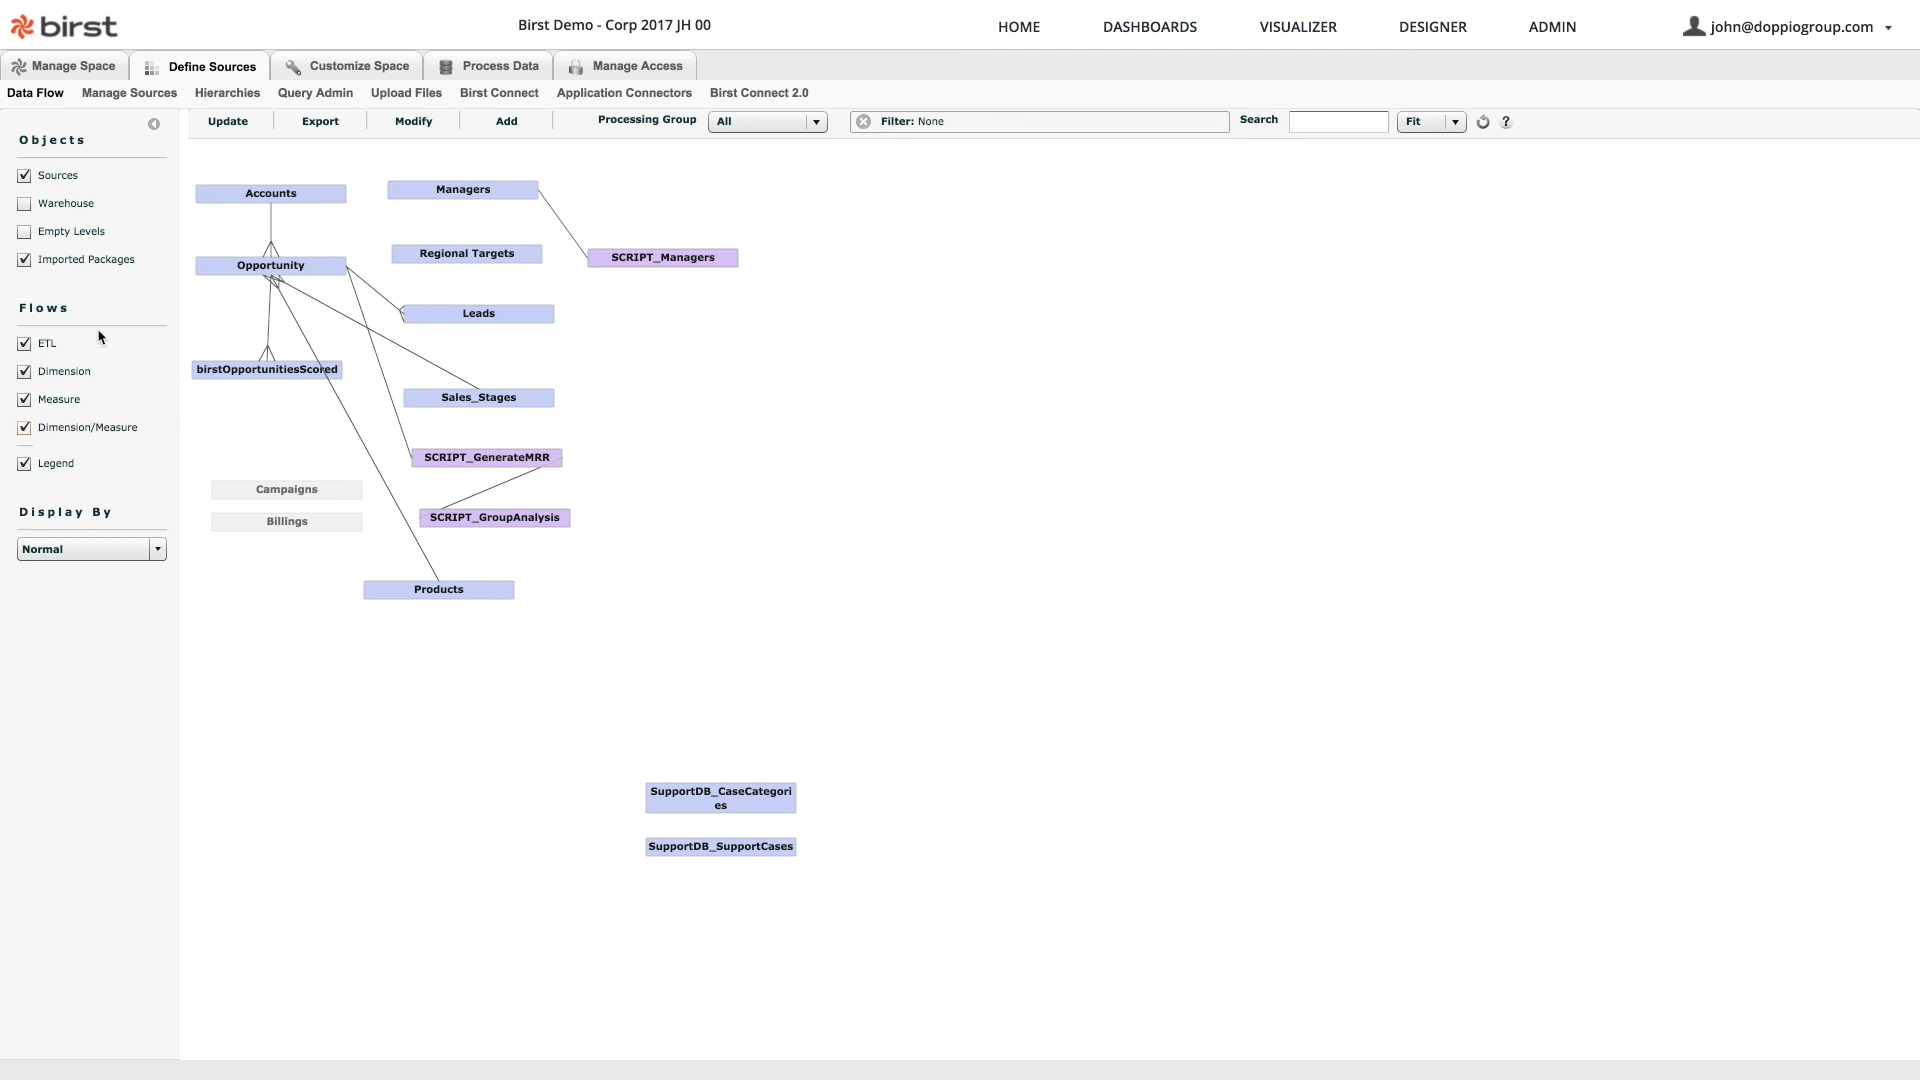 birst
Birst Demo - Corp 2017 JH 00
HOME
DASHBOARDS
VISUALIZER
DESIGNER
ADMIN
john@doppiogroup.com
Manage Space
Define Sources
Customize Space
Process Data
Manage Access
Data Flow
Manage Sources
Hierarchies
Query Admin
Upload Files
Birst Connect
Application Connectors
Birst Connect 2.0
Update
Export
Modify
Add
Processing Group
All
Filter: None
Search
Fit
?
Objects
Sources
Warehouse
Empty Levels
Imported Packages
Flows
ETL
Dimension
Measure
Dimension/Measure
Legend
Display By
Normal
Accounts
Managers
Regional Targets
SCRIPT_Managers
Opportunity
Leads
birstOpportunitiesScored
Sales_Stages
SCRIPT_GenerateMRR
Campaigns
SCRIPT_GroupAnalysis
Billings
Products
SupportDB_CaseCategori
es
SupportDB_SupportCases